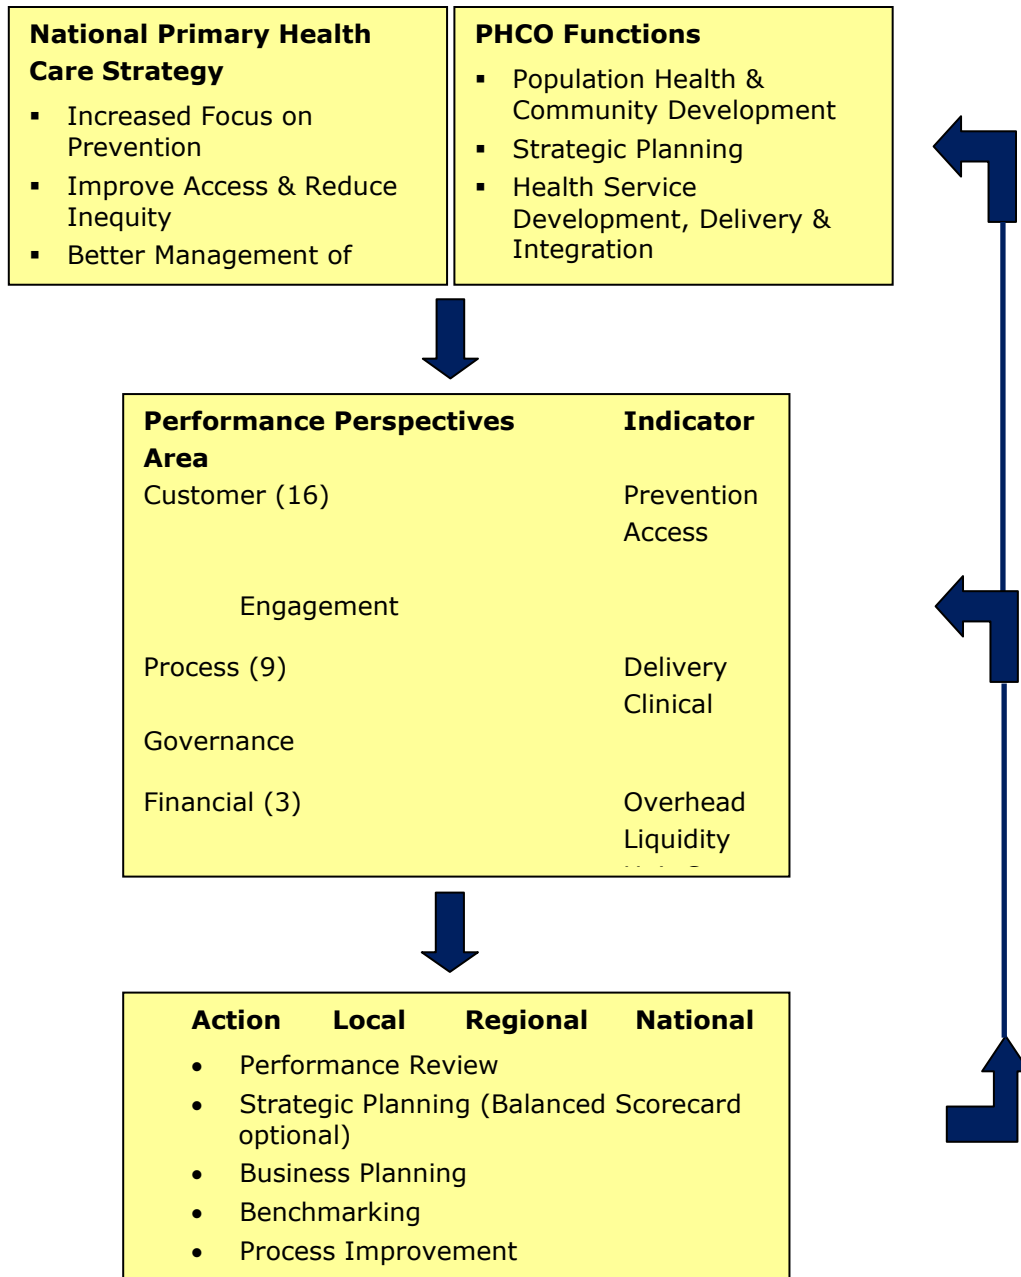 National Primary Health
Care Strategy
▪ Increased Focus on
Prevention
▪ Improve Access & Reduce
Inequity
▪ Better Management of
PHCO Functions
▪ Population Health &
Community Development
▪ Strategic Planning
▪ Health Service
Development, Delivery &
Integration
Performance Perspectives Indicator
Area
Customer (16) Prevention
Access
Engagement
Process (9) Delivery
Clinical
Governance
Financial (3) Overhead
Liquidity
Action Local Regional National
• Performance Review
• Strategic Planning (Balanced Scorecard
optional)
• Business Planning
• Benchmarking
• Process Improvement